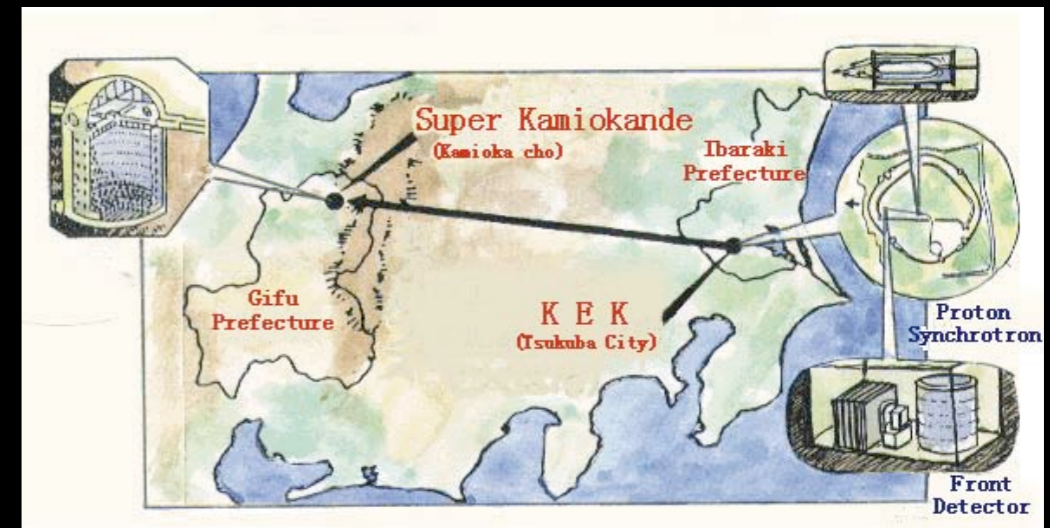 Super Kamiokande
(Kamioka cho)
Ibaraki
Prefecture
Gifu
Prefecture
K E K
(Tsukuba City)
Proton
Synchrotron
Front
Detector